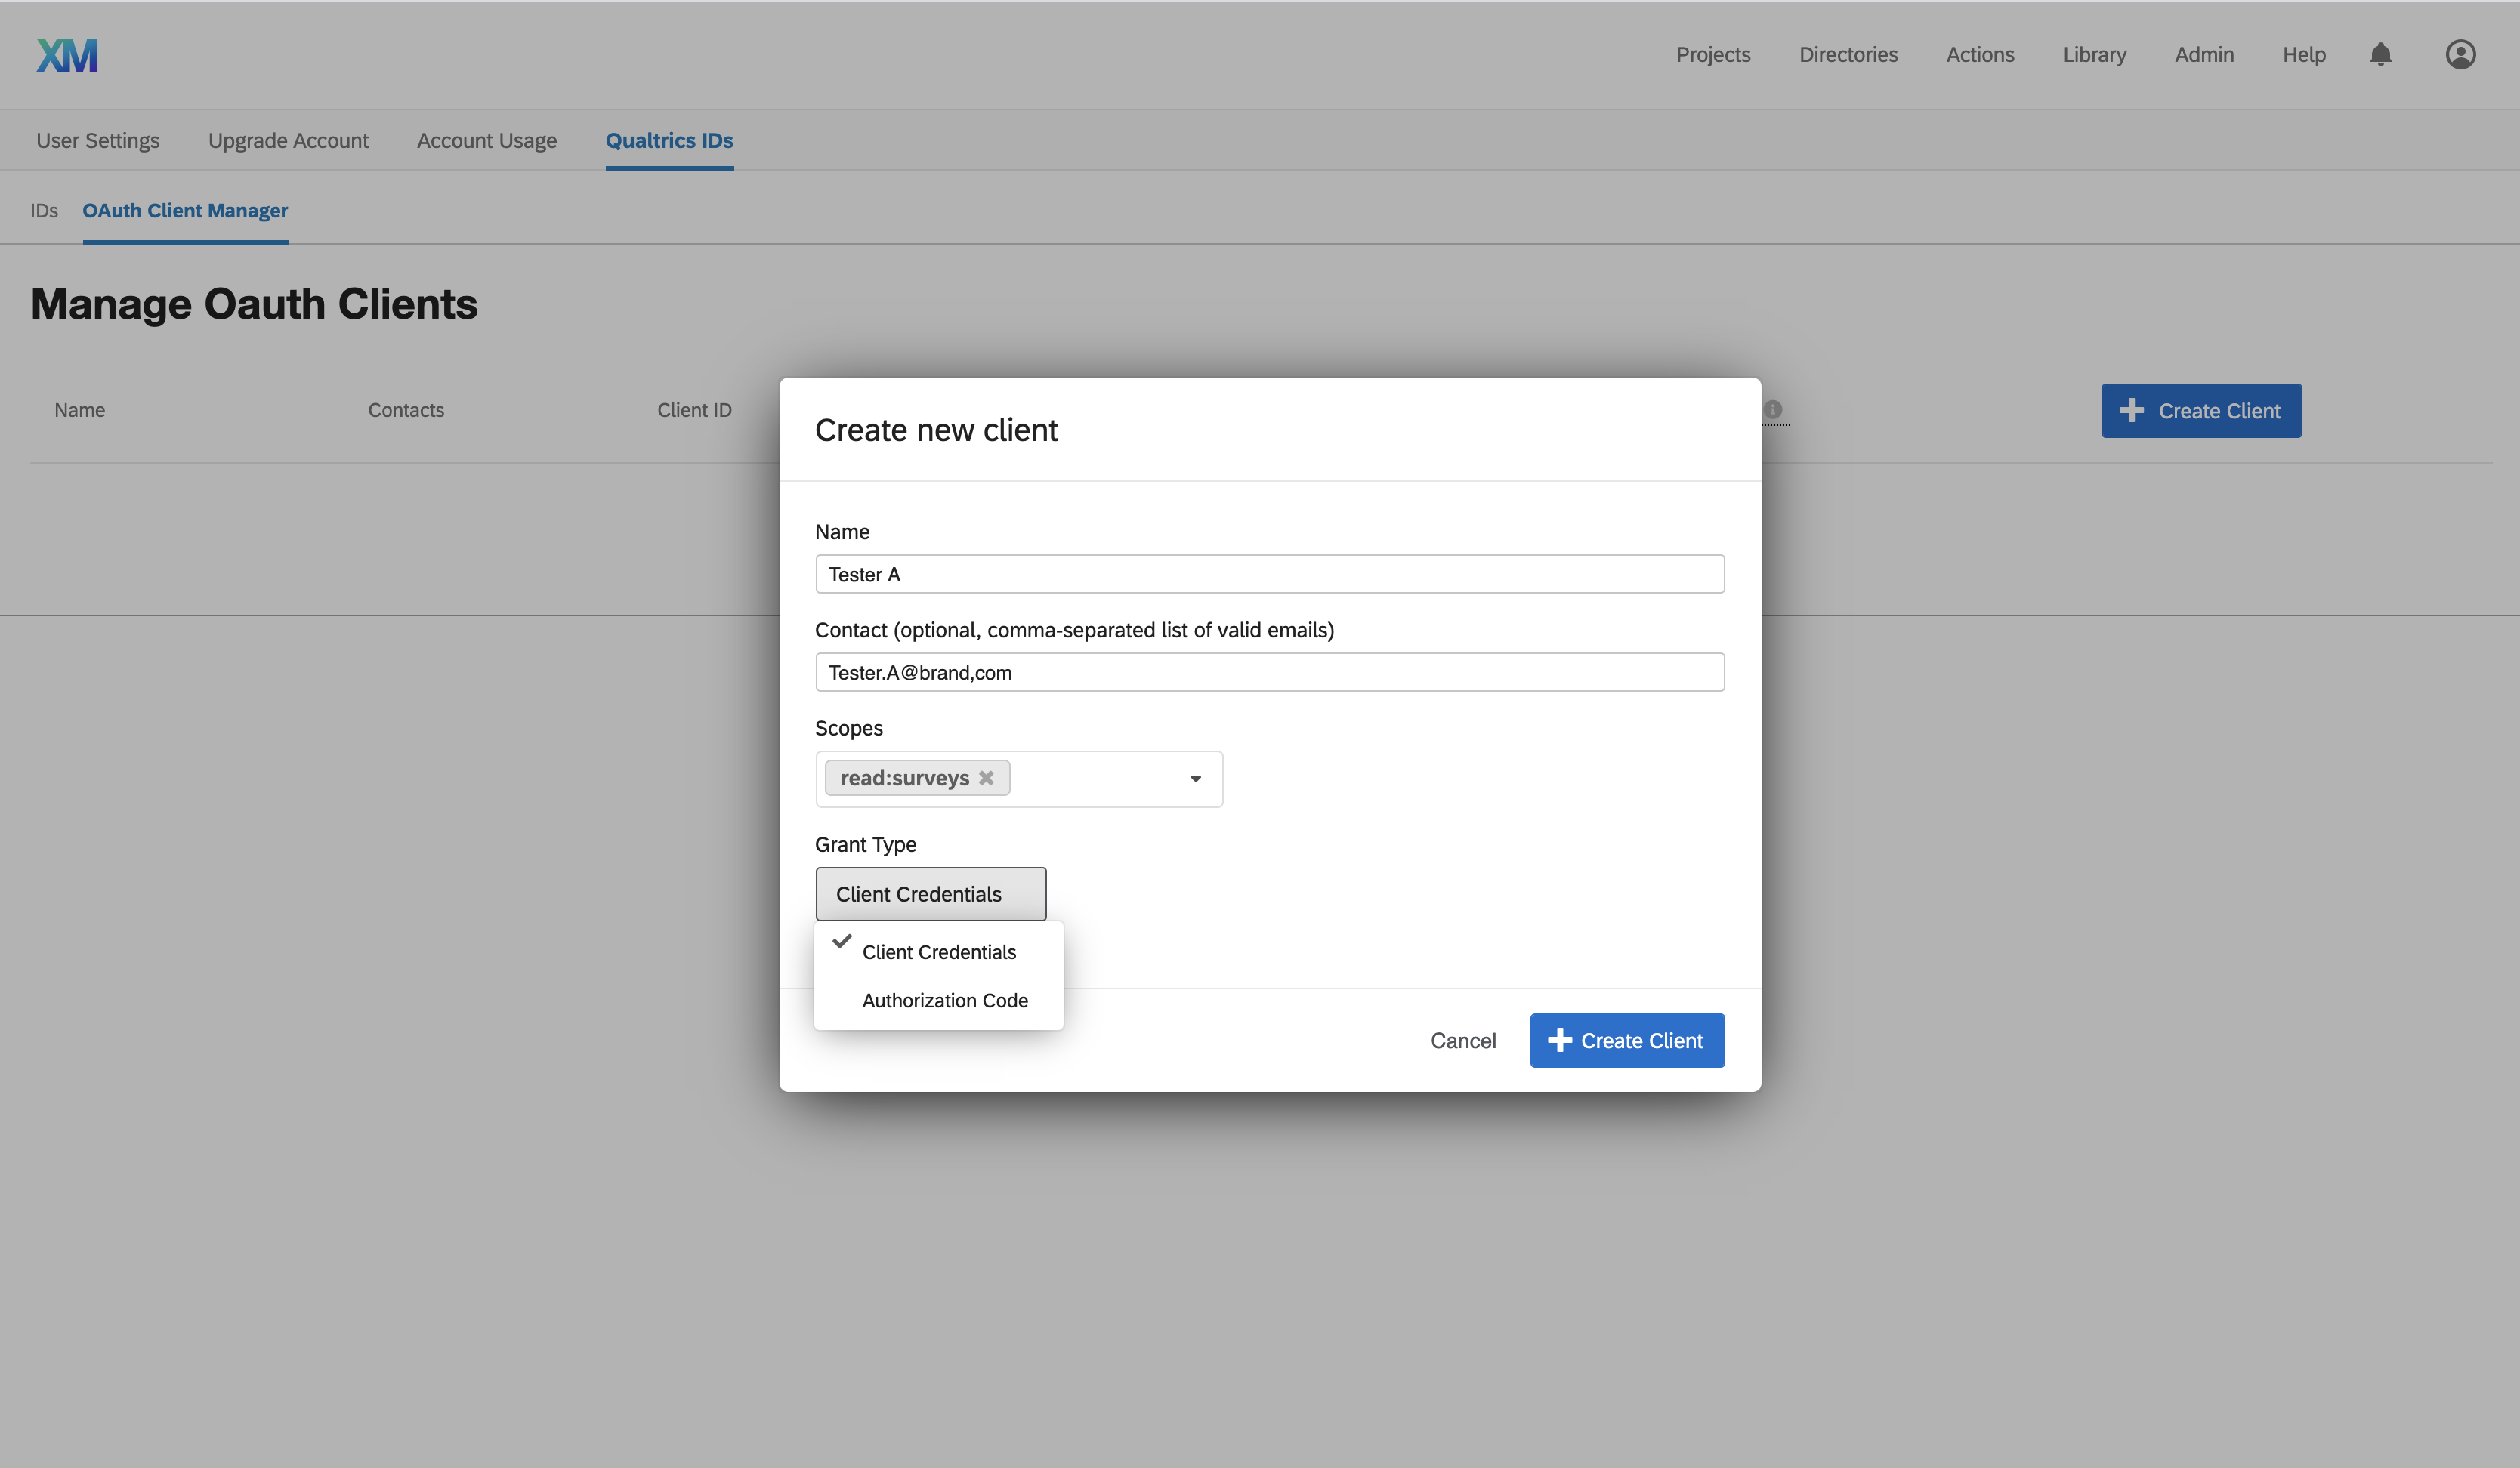 XM
Projects Directories Actions Library Admin Help
User Settings Upgrade Account Account Usage Qualtrics IDs
IDs OAuth Client Manager
Manage Oauth Clients
Name Contacts Client ID Create Client
Create new client
Name
Tester A
Contact (optional, comma-separated list of valid emails)
Tester.A@brand,com
Scopes
read:surveys
Grant Type
Client Credentials
Client Credentials
Authorization Code
Cancel Create Client